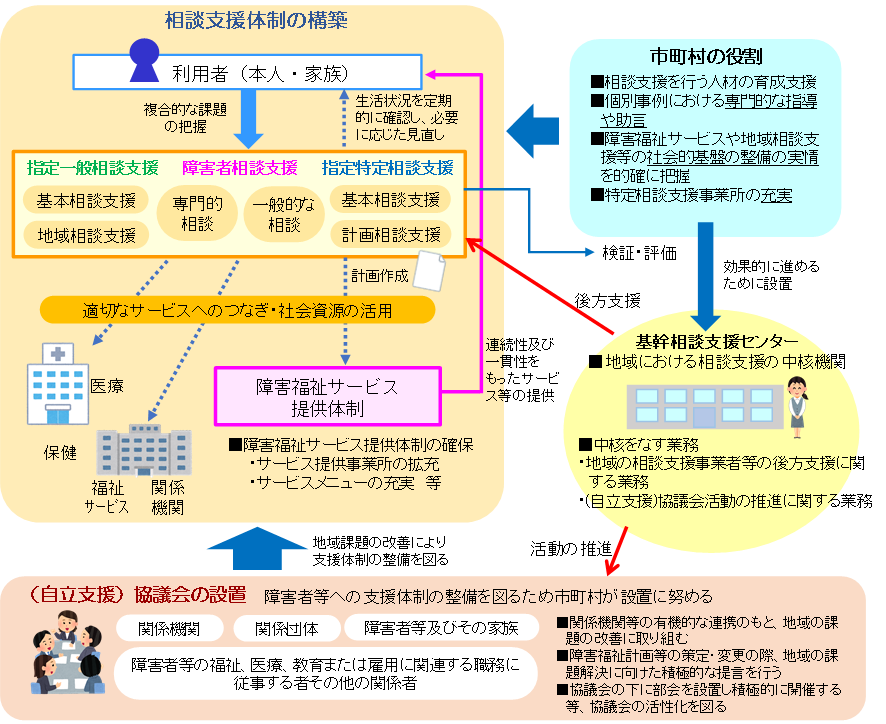 相談支援体制の構築
利用者（本人・家族）
複合的な課題
の把握
生活状況を定期
的に確認し、必要
に応じた見直し
指定一般相談支援
障害者相談支援
指定特定相談支援
基本相談支援
地域相談支援
専門的
相談
一般的な
相談
基本相談支援
計画相談支援
計画作成
適切なサービスへのつなぎ・社会資源の活用
医療
保健
福祉
サービス
関係
機関
障害福祉サービス
提供体制
■障害福祉サービス提供体制の確保
・サービス提供事業所の拡充
・サービスメニューの充実 等
連続性及び
一貫性を
もったサービ
ス等の提供
市町村の役割
■相談支援を行う人材の育成支援
■個別事例における専門的な指導
や助言
■障害福祉サービスや地域相談支
援等の社会的基盤の整備の実情
を的確に把握
■特定相談支援事業所の充実
検証・評価
効果的に進める
ために設置
後方支援
基幹相談支援センター
■地域における相談支援の中核機関
■中核をなす業務
・地域の相談支援事業者等の後方支援に関
する業務
・(自立支援)協議会活動の推進に関する業務
活動の推進
地域課題の改善により
支援体制の整備を図る
（自立支援）協議会の設置
障害者等への支援体制の整備を図るため市町村が設置に努める
関係機関
関係団体
障害者等及びその家族
障害者等の福祉、医療、教育または雇用に関連する職務に
従事する者その他の関係者
■関係機関等の有機的な連携のもと、地域の課
題の改善に取り組む
■障害福祉計画等の策定・変更の際、地域の課
題解決に向けた積極的な提言を行う
■協議会の下に部会を設置し積極的に開催する
等、協議会の活性化を図る